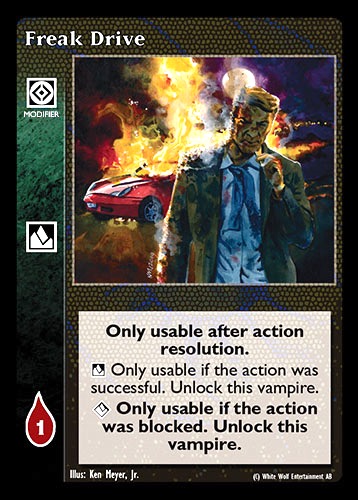 Freak Drive
MODIFIER
Only usable after action
resolution.
Only usable if the action was
successful. Unlock this vampire.
Only usable if the action
was blocked. Unlock this
vampire.
1
Illus: Ken Meyer, Jr.
(C) White Wolf Entertainment AB